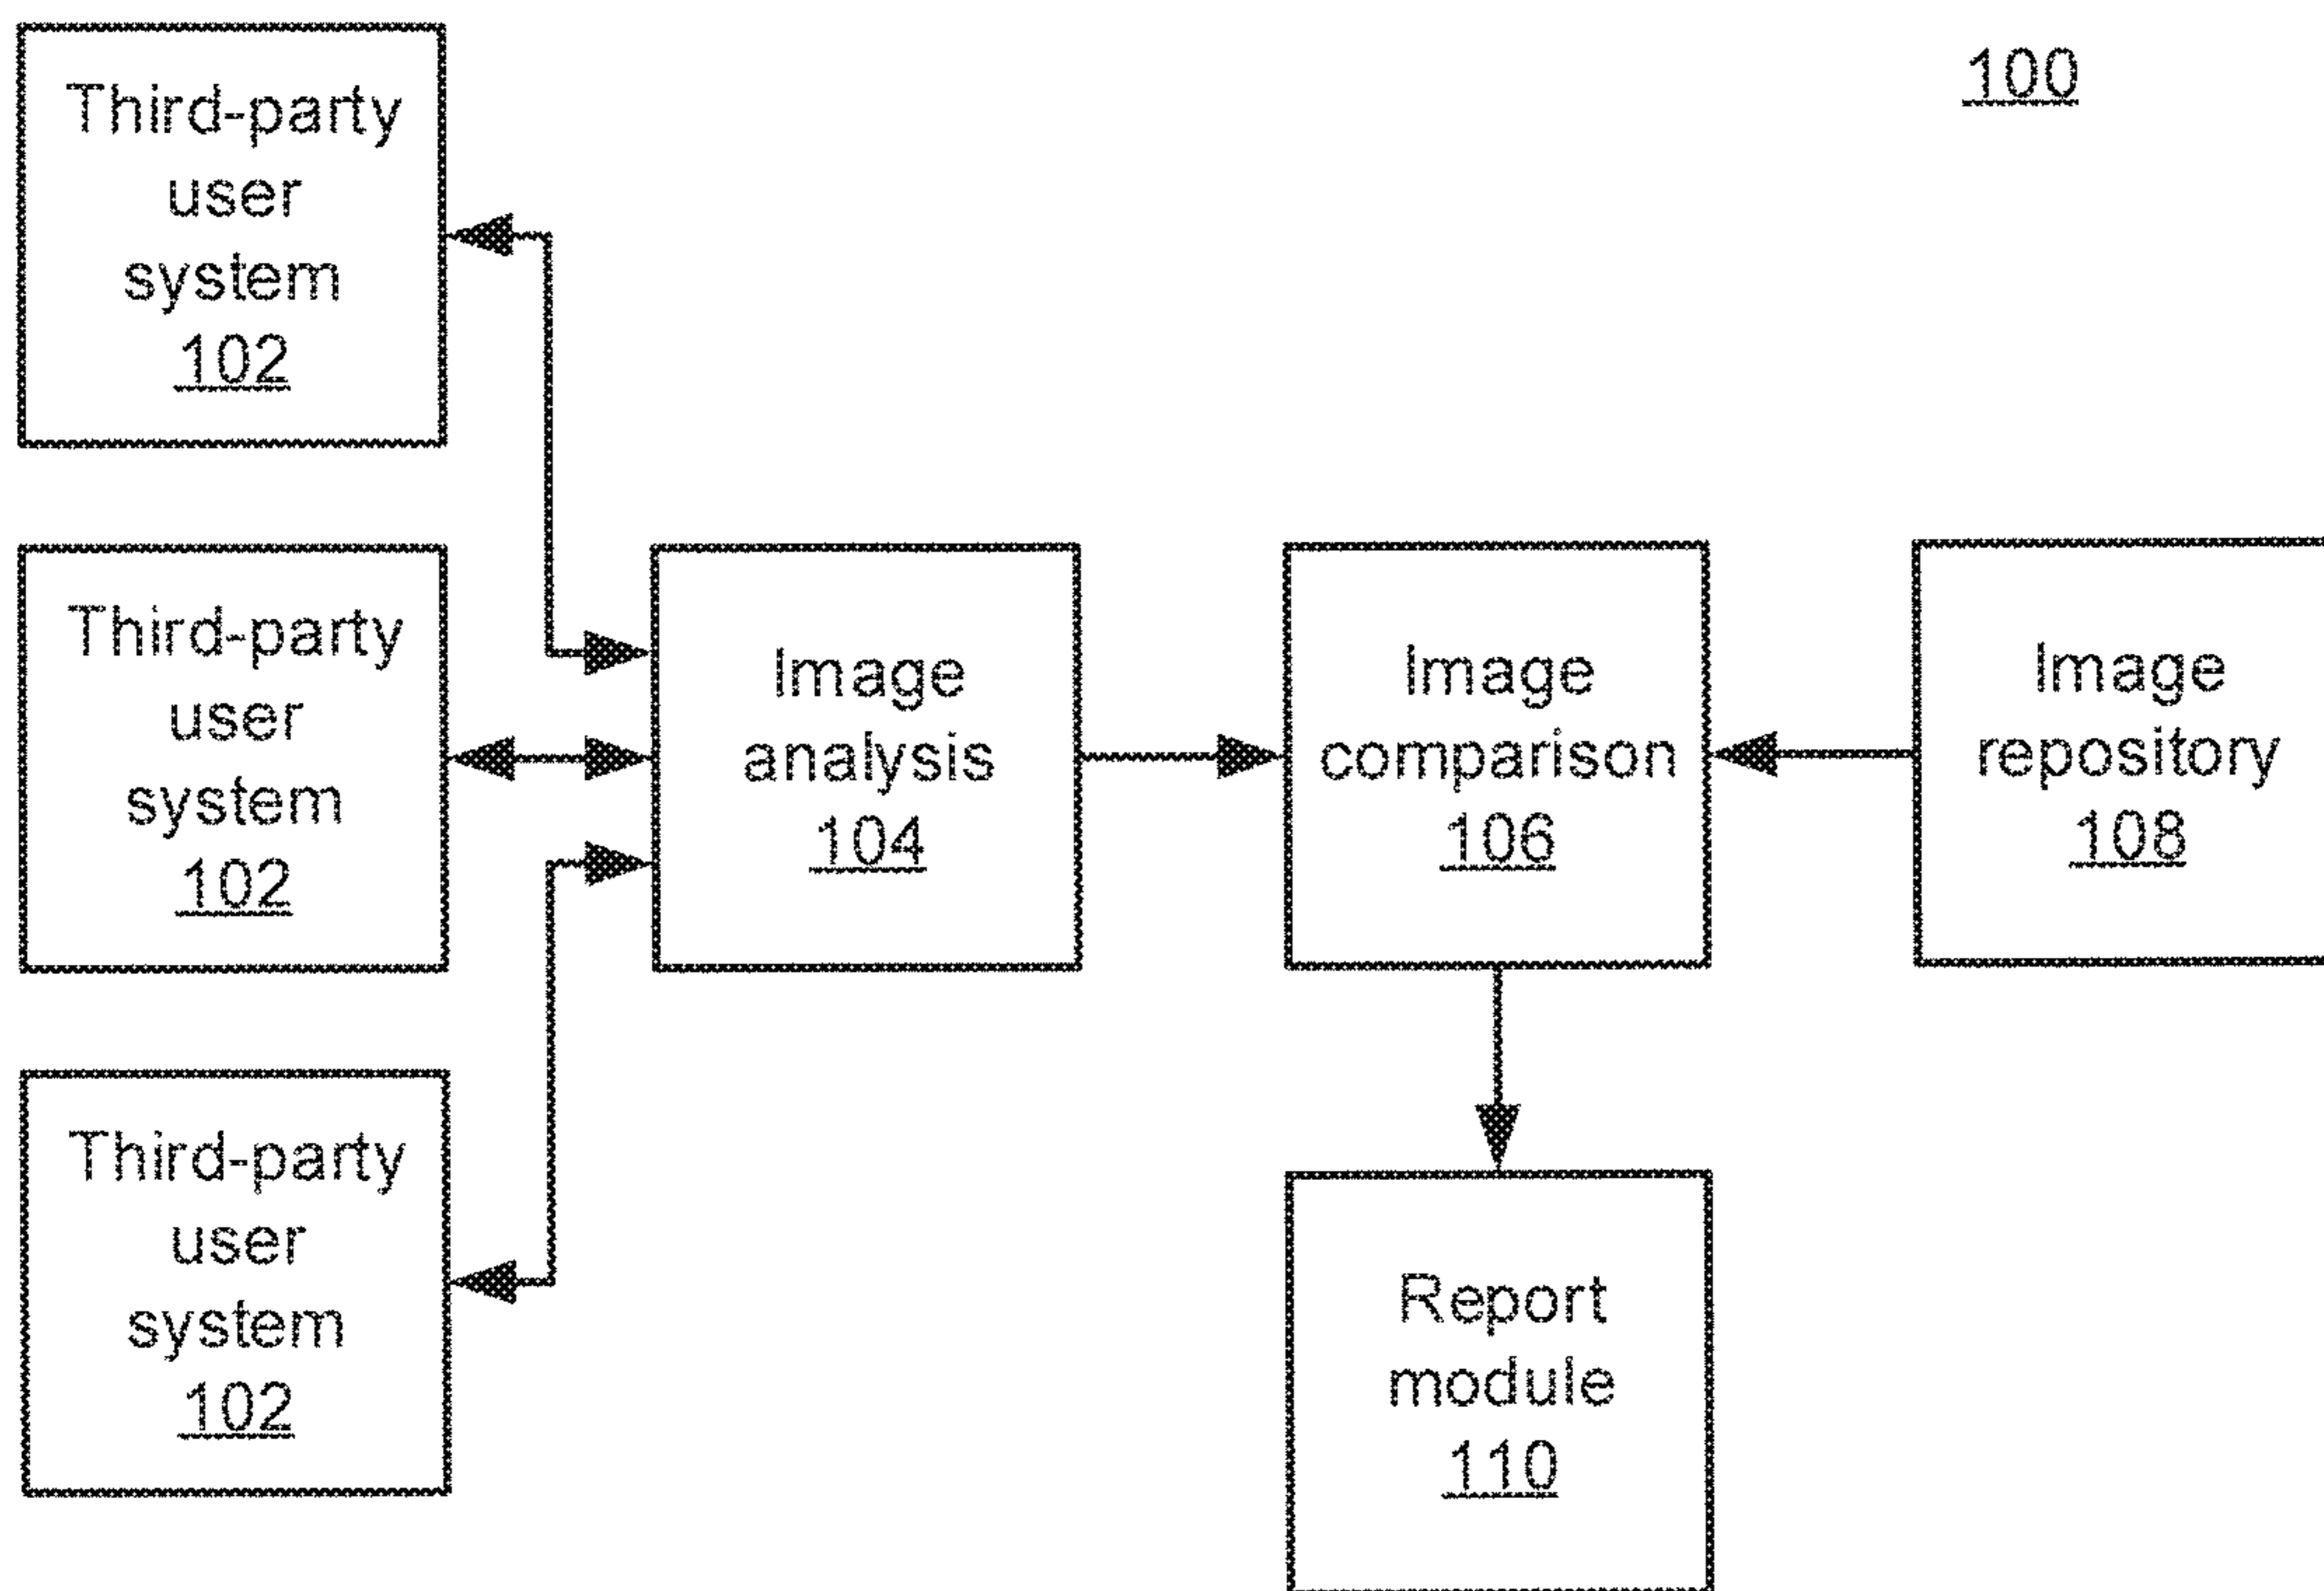 100
Third-party
user
system
102
Third-party
user
system
102
Third-party
user
system
102
Image
analysis
104
Image
comparison
106
Image
repository
108
Report
module
110